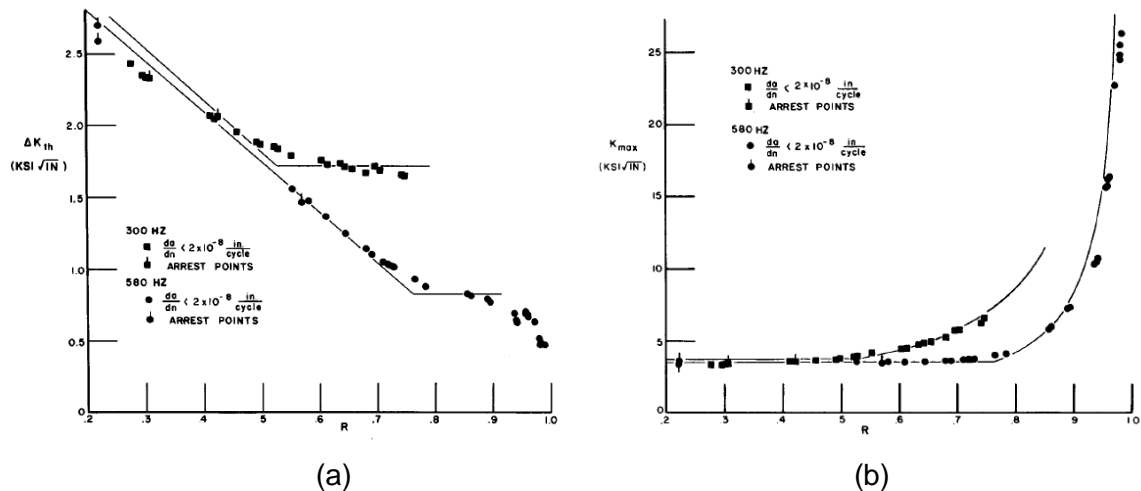 2.5
2.0
ΔK_th
(KSI √IN)
1.5
1.0
0.5
0
300 HZ
■ da/dn < 2×10^-8 in/cycle
■ ARREST POINTS
580 HZ
● da/dn < 2×10^-8 in/cycle
● ARREST POINTS
.2 .3 .4 .5 .6 .7 .8 .9 1.0
R
(a)
25
20
K_max
(KSI √IN)
15
10
5
0
300 HZ
■ da/dn < 2×10^-8 in/cycle
■ ARREST POINTS
580 HZ
● da/dn < 2×10^-8 in/cycle
● ARREST POINTS
.2 .3 .4 .5 .6 .7 .8 .9 1.0
R
(b)